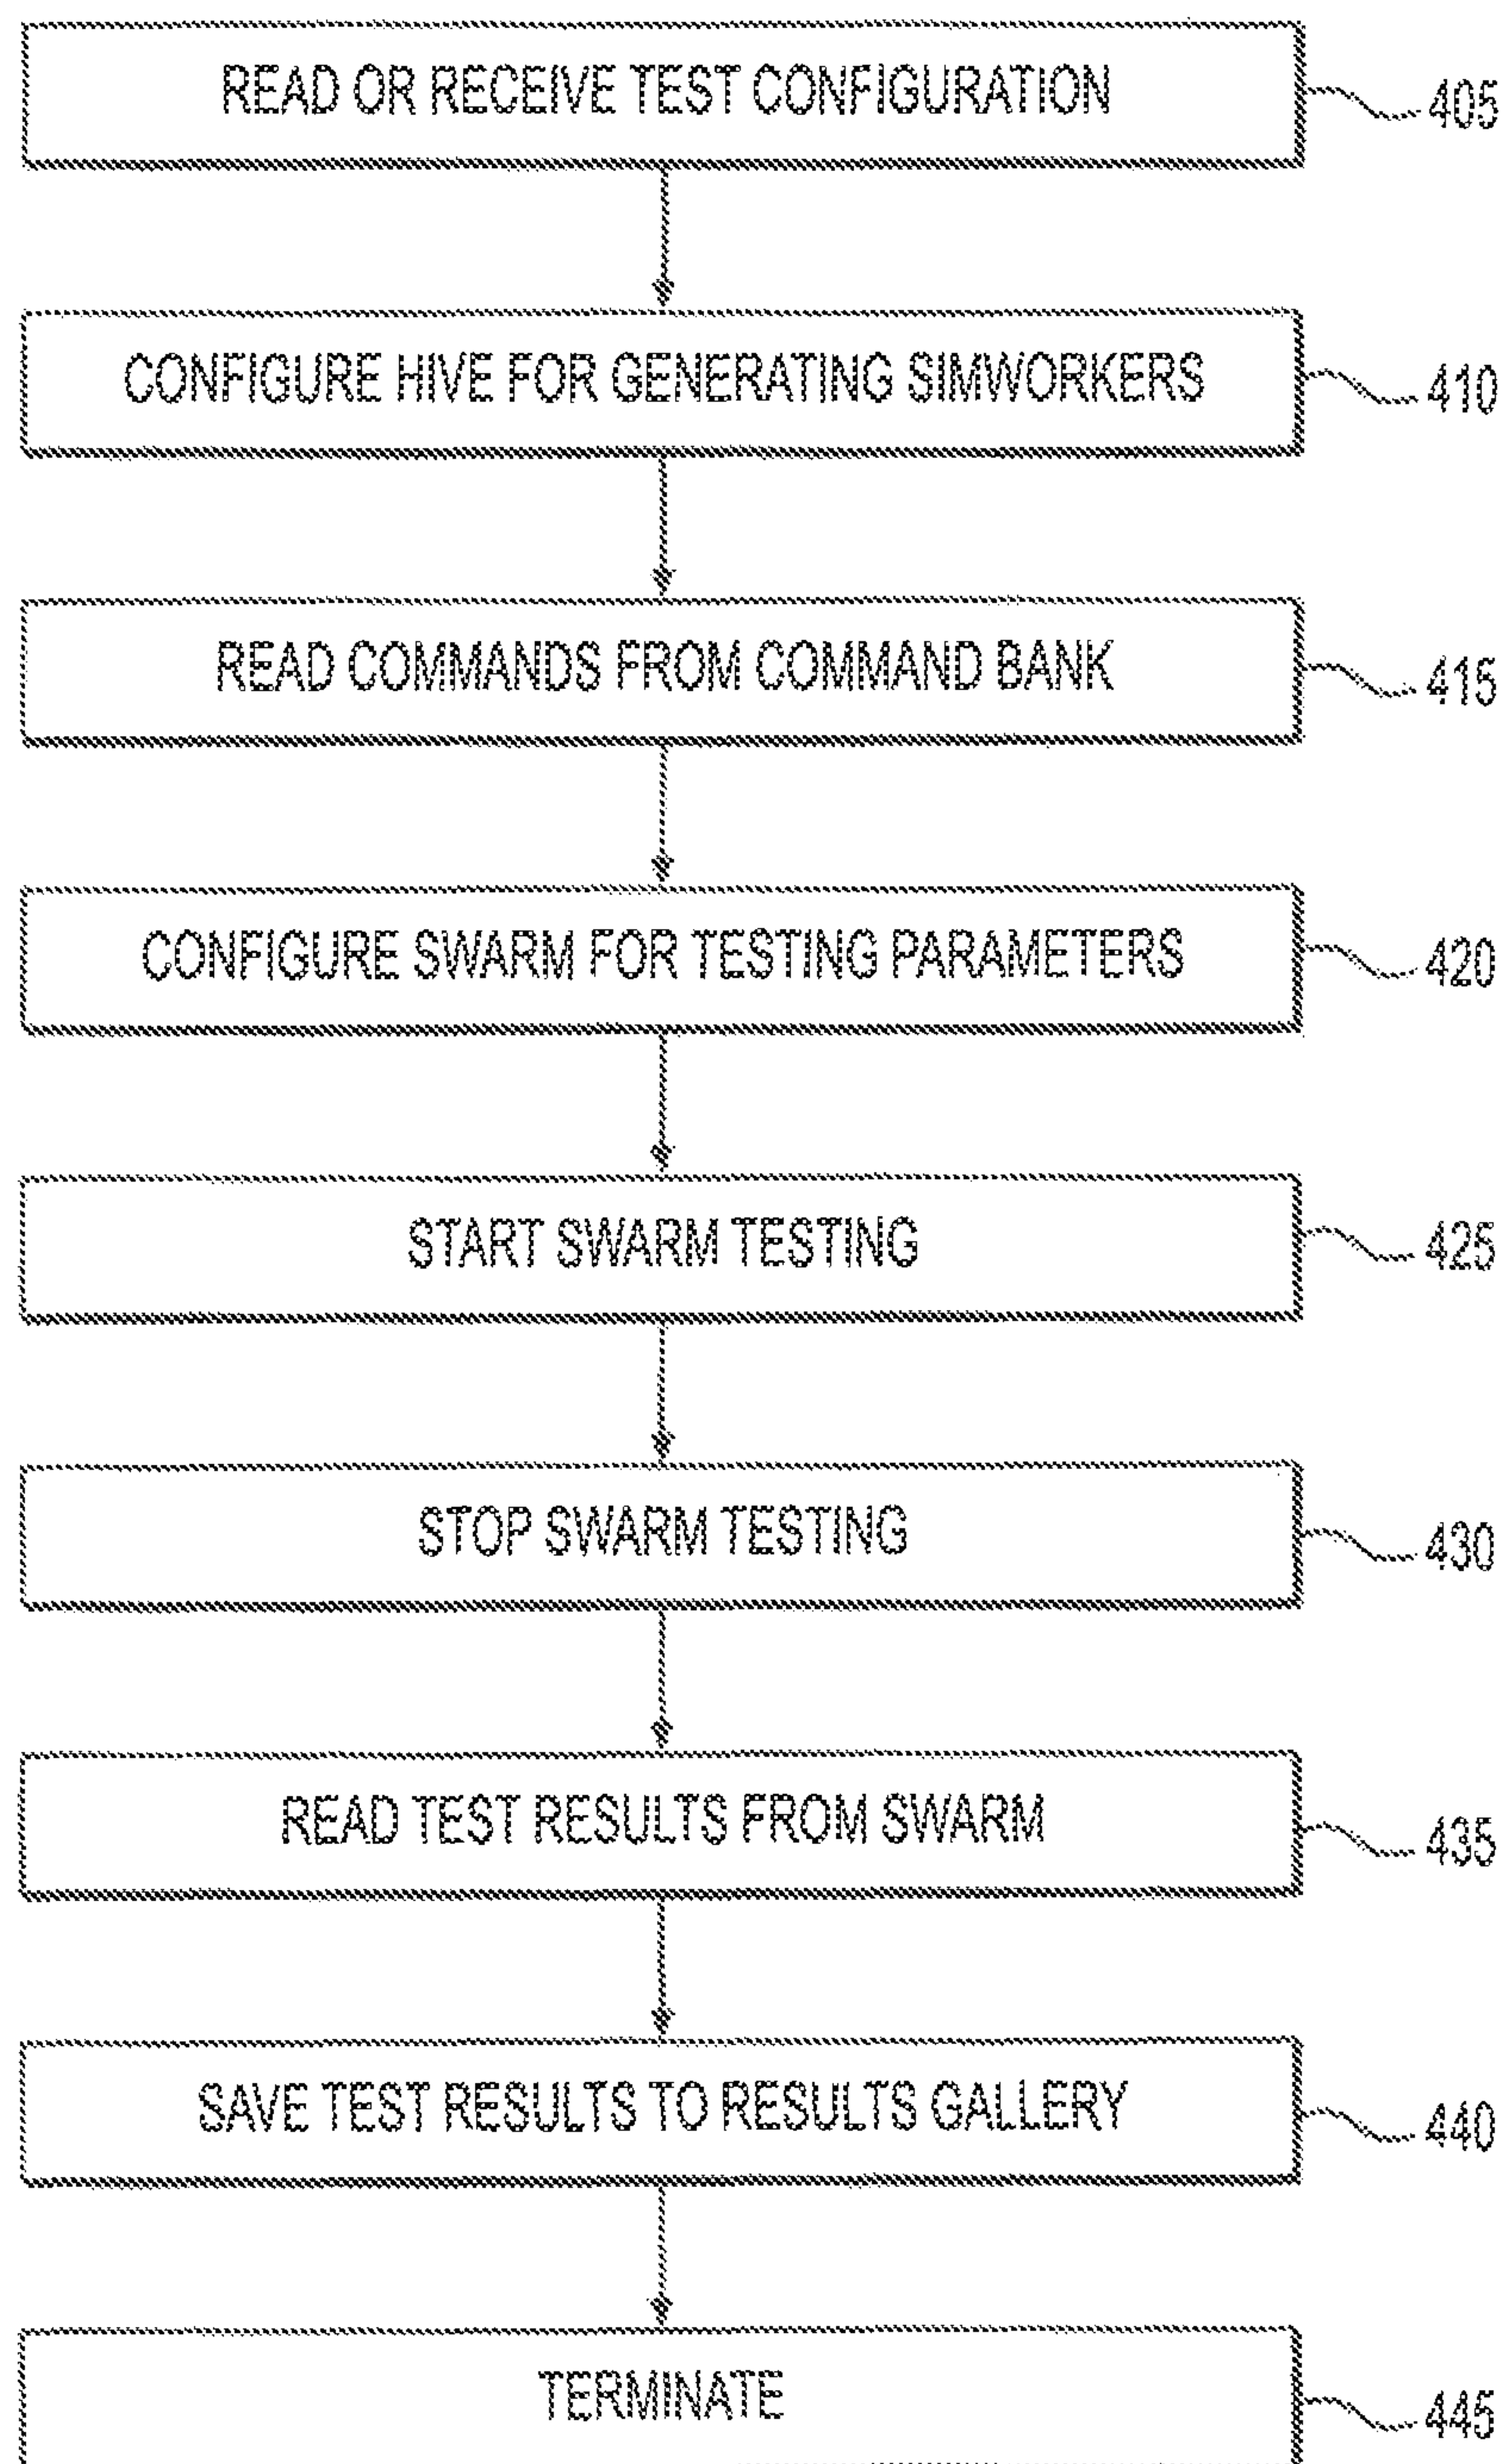 READ OR RECEIVE TEST CONFIGURATION
405
CONFIGURE HIVE FOR GENERATING SIMWORKERS
410
READ COMMANDS FROM COMMAND BANK
415
CONFIGURE SWARM FOR TESTING PARAMETERS
420
START SWARM TESTING
425
STOP SWARM TESTING
430
READ TEST RESULTS FROM SWARM
435
SAVE TEST RESULTS TO RESULTS GALLERY
440
TERMINATE
445